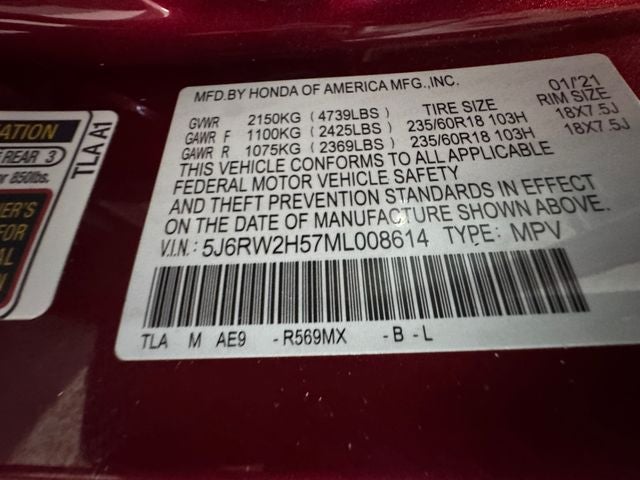 MFD.BY HONDA OF AMERICA MFG.,INC. 01/'21
GVWR 2150KG (4739LBS) TIRE SIZE RIM SIZE
GAWR F 1100KG (2425LBS) 235/60R18 103H 18X7.5J
GAWR R 1075KG (2369LBS) 235/60R18 103H 18X7.5J
THIS VEHICLE CONFORMS TO ALL APPLICABLE
FEDERAL MOTOR VEHICLE SAFETY
AND THEFT PREVENTION STANDARDS IN EFFECT
ON THE DATE OF MANUFACTURE SHOWN ABOVE.
V.I.N.: 5J6RW2H57ML008614 TYPE: MPV
TLA M AE9 -R569MX -B -L
REAR 3
850lbs.
FOR
TLA A1